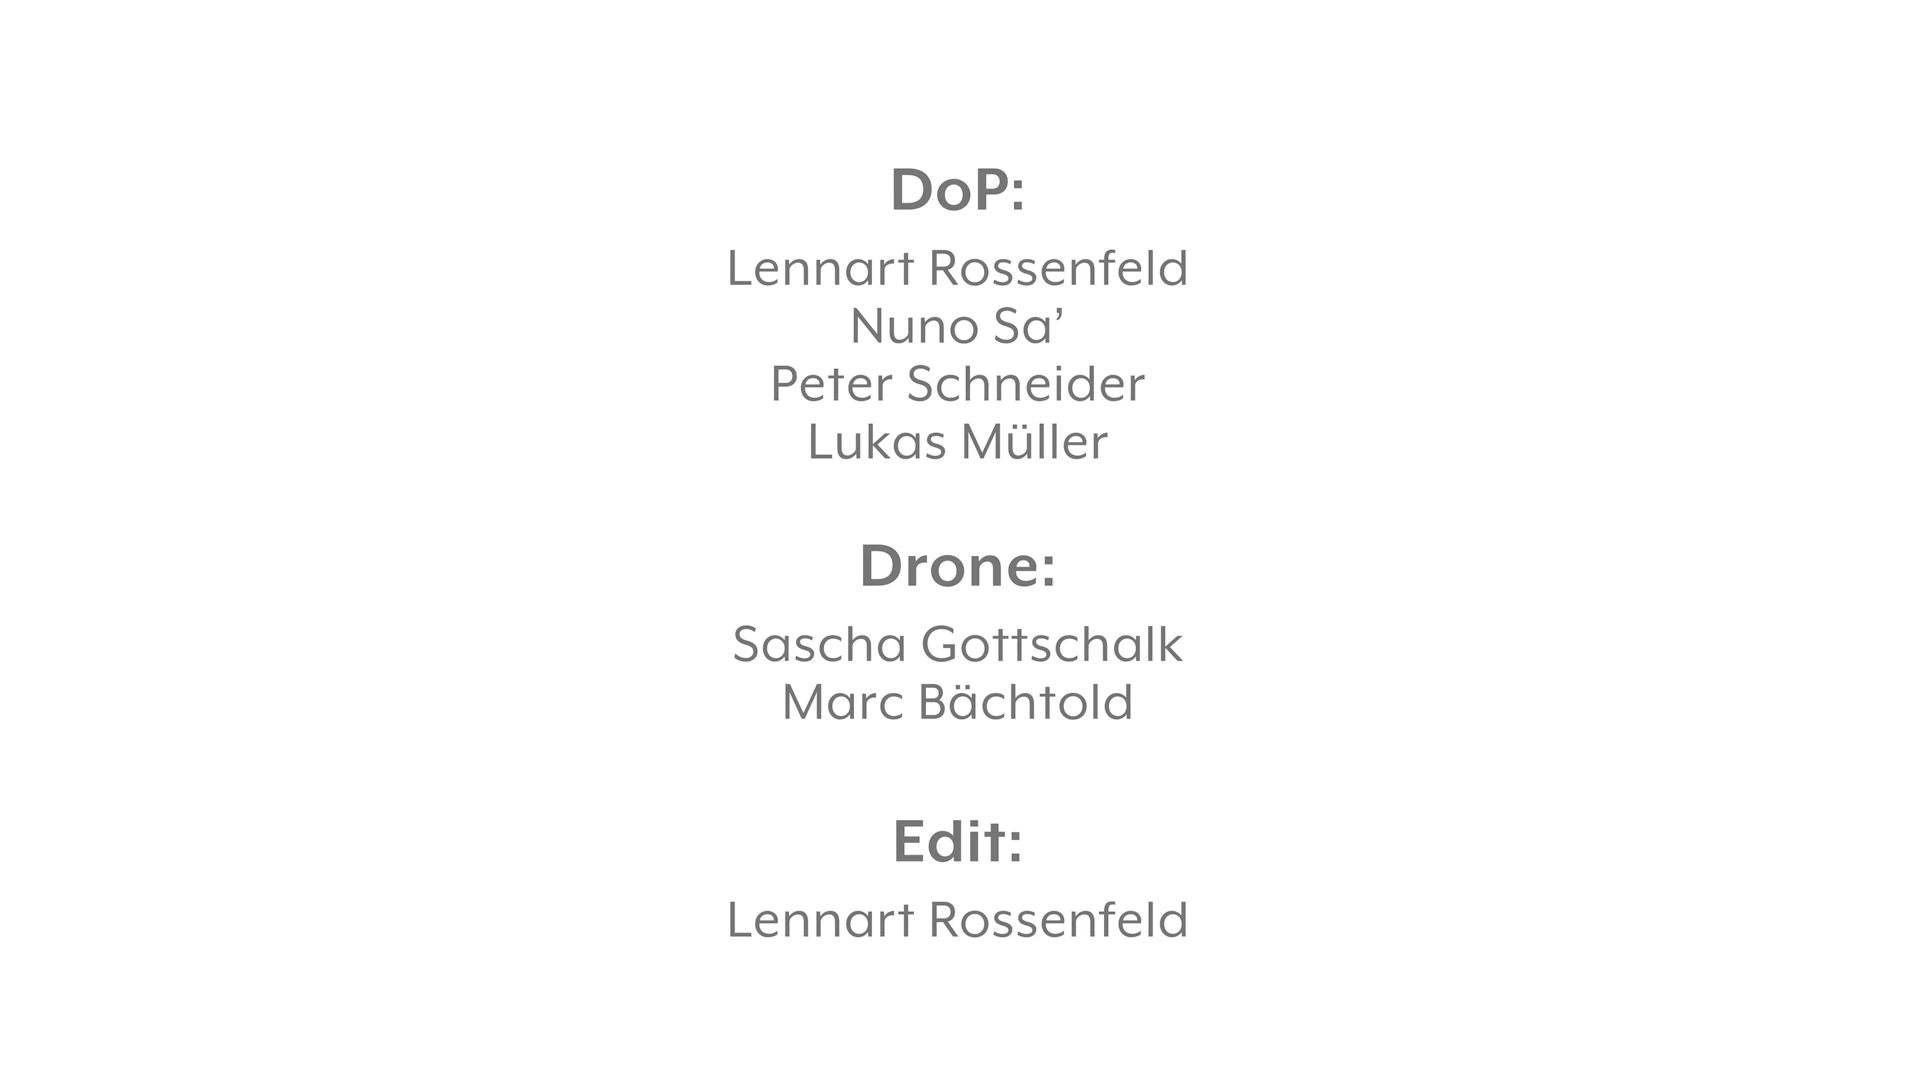 DoP:
Lennart Rossenfeld
Nuno Sa’
Peter Schneider
Lukas Müller
Drone:
Sascha Gottschalk
Marc Bächtold
Edit:
Lennart Rossenfeld